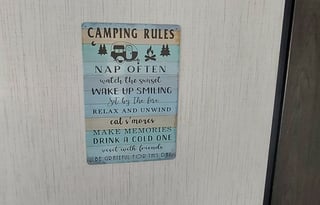 CAMPING RULES
NAP OFTEN
watch the sunset
WAKE UP SMILING
Sit by the fire
RELAX AND UNWIND
eat s'mores
MAKE MEMORIES
DRINK A COLD ONE
visit with friends
BE GRATEFUL FOR THIS DAY